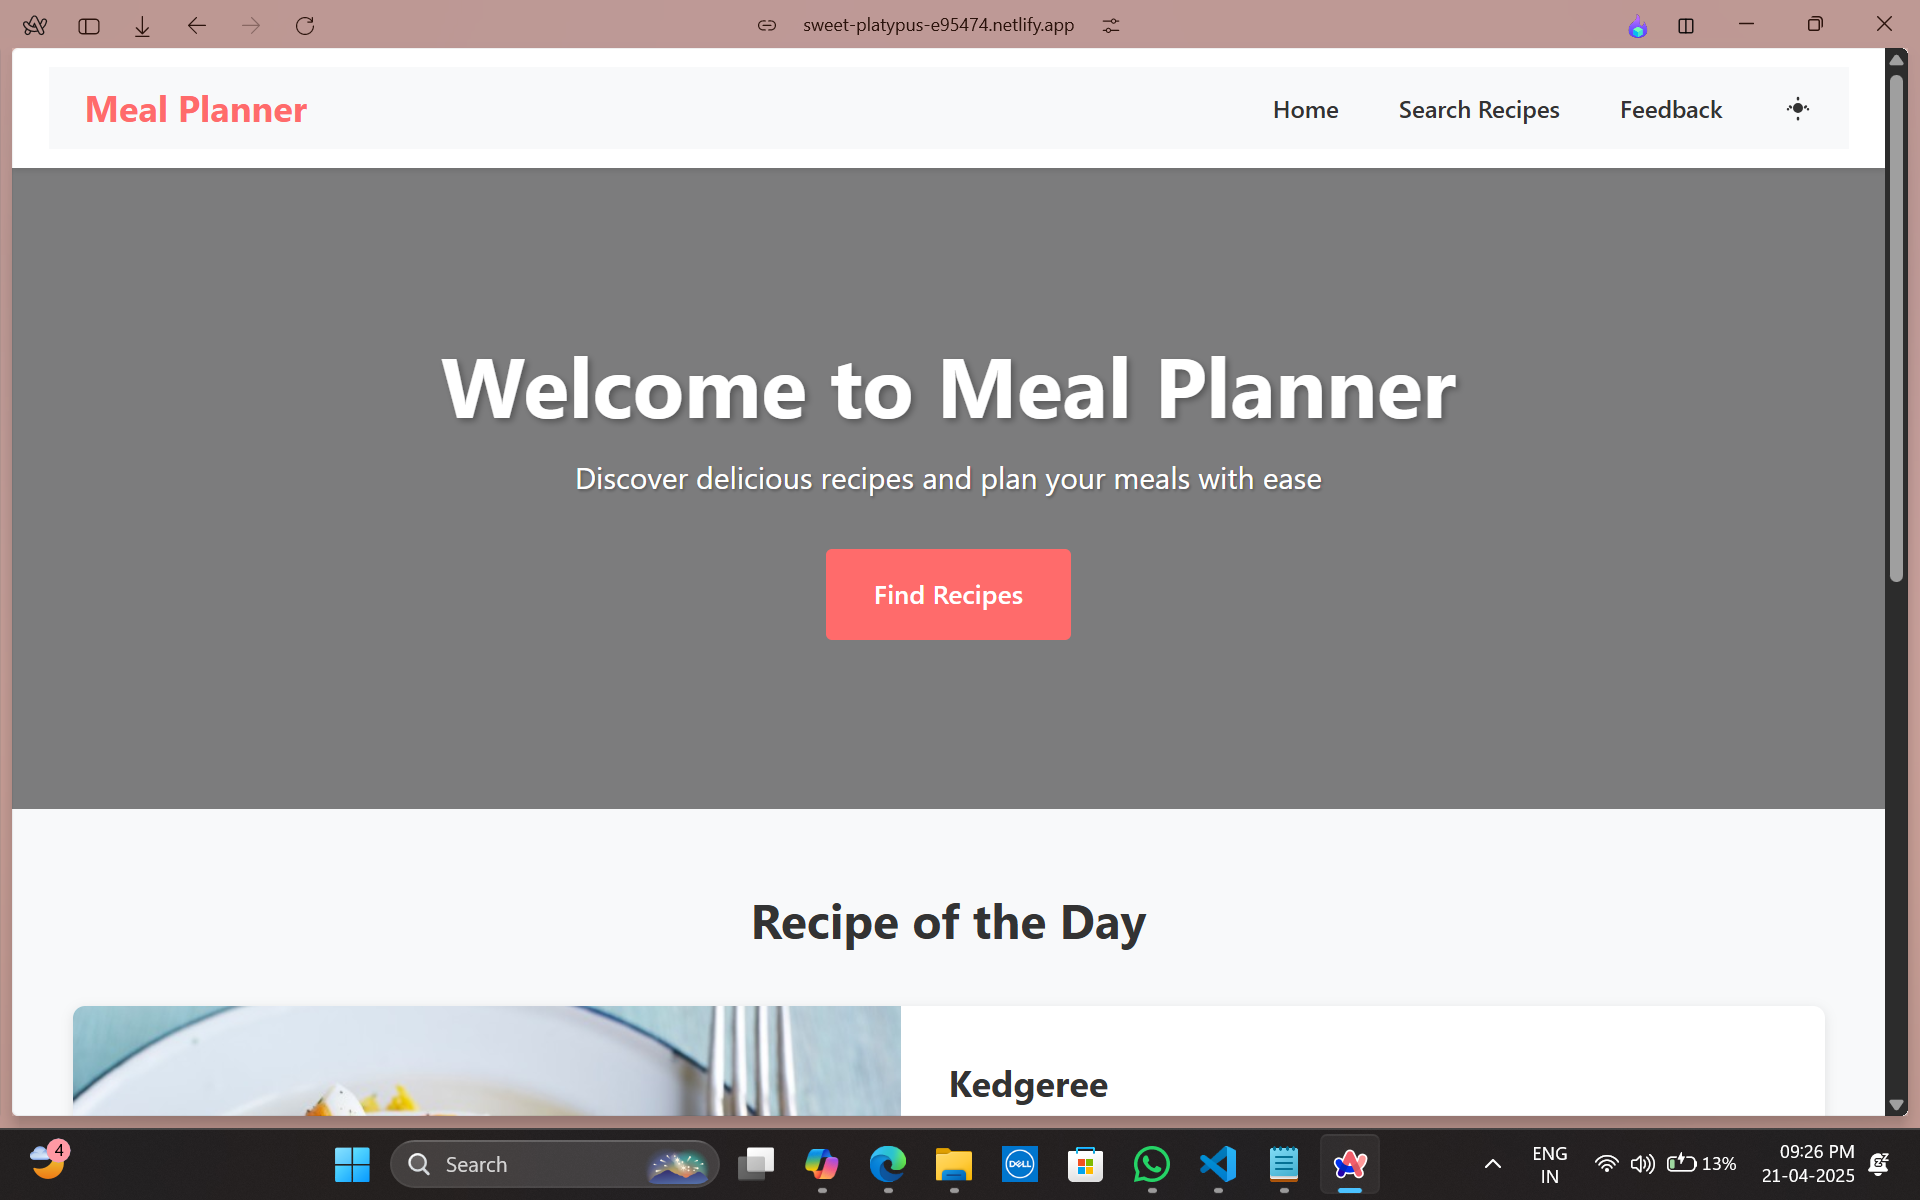 sweet-platypus-e95474.netlify.app
Meal Planner
Home
Search Recipes
Feedback
Welcome to Meal Planner
Discover delicious recipes and plan your meals with ease
Find Recipes
Recipe of the Day
Kedgeree
4
Search
DELL
ENG
IN
13%
09:26 PM
21-04-2025